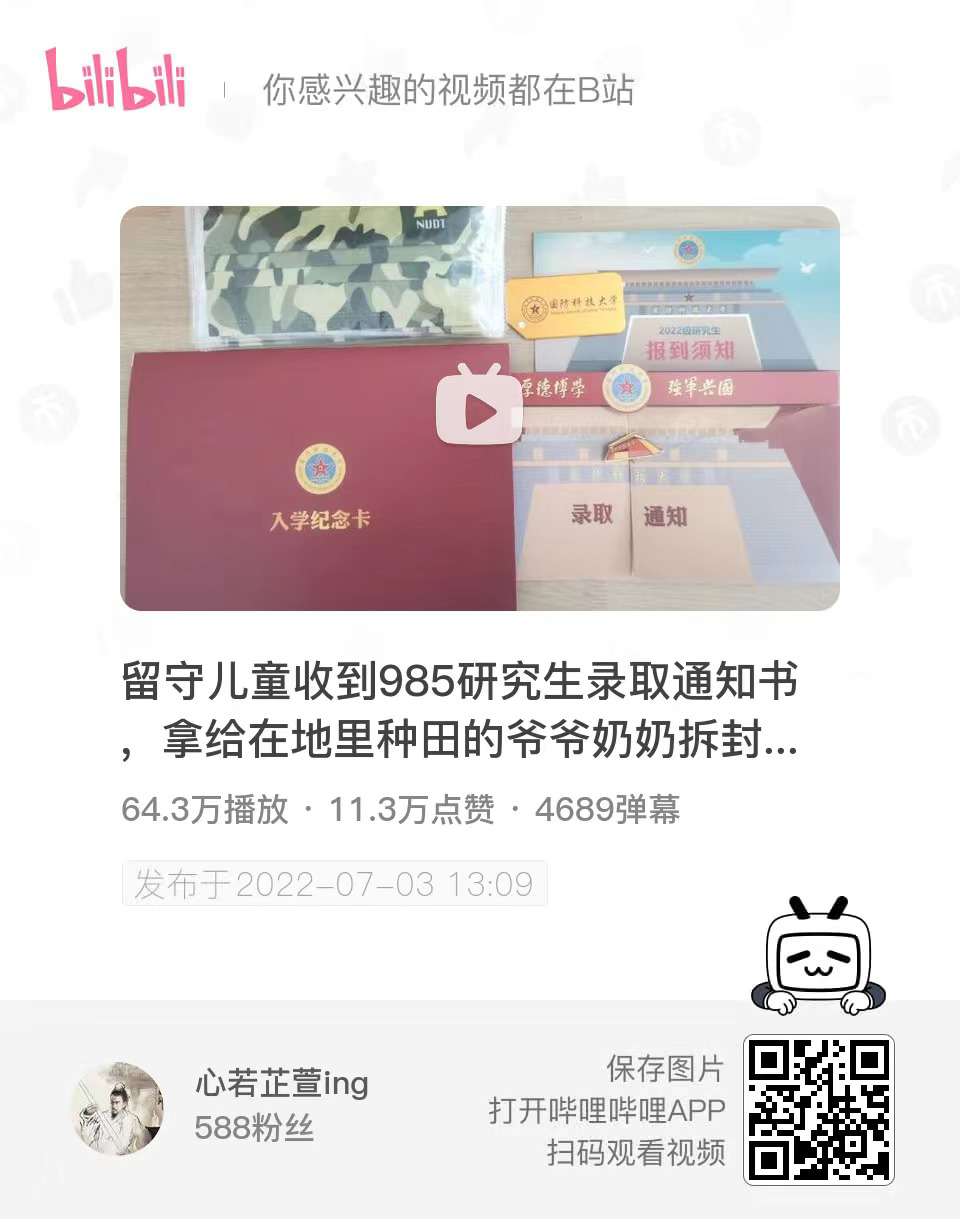 bilibili
你感兴趣的视频都在B站
NUDT
国防科技大学
2022级研究生
报到须知
厚德博学
强軍兴國
国防科技大学
入学纪念卡
录取
通知
留守儿童收到985研究生录取通知书
，拿给在地里种田的爷爷奶奶拆封...
64.3万播放 · 11.3万点赞 · 4689弹幕
发布于2022-07-03 13:09
心若芷萱ing
588粉丝
保存图片
打开哔哩哔哩APP
扫码观看视频